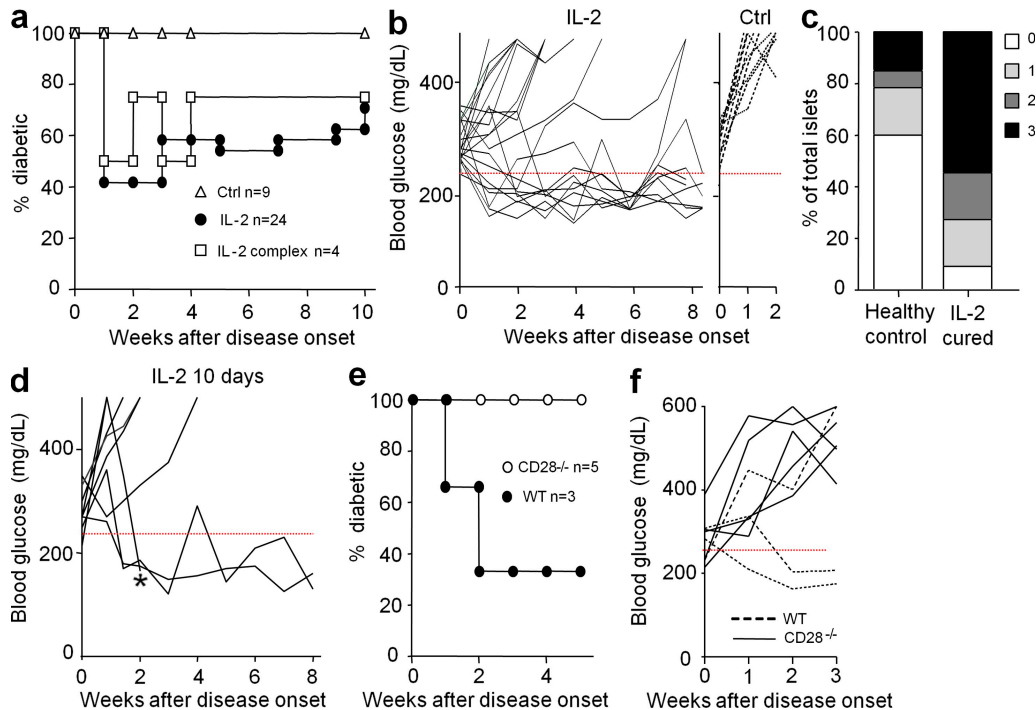 a
% diabetic
100
80
60
40
20
0
Ctrl n=9
IL-2 n=24
IL-2 complex n=4
0 2 4 6 8 10
Weeks after disease onset
b
IL-2 Ctrl
Blood glucose (mg/dL)
400
200
0
0 2 4 6 8 0 1 2
Weeks after disease onset
c
% of total islets
100
80
60
40
20
0
0
1
2
3
Healthy
control
IL-2
cured
d
IL-2 10 days
Blood glucose (mg/dL)
400
200
0
*
0 2 4 6 8
Weeks after disease onset
e
% diabetic
100
80
60
40
20
0
CD28-/- n=5
WT n=3
0 2 4
Weeks after disease onset
f
Blood glucose (mg/dL)
600
400
300
200
0
WT
CD28-/-
0 1 2 3
Weeks after disease onset